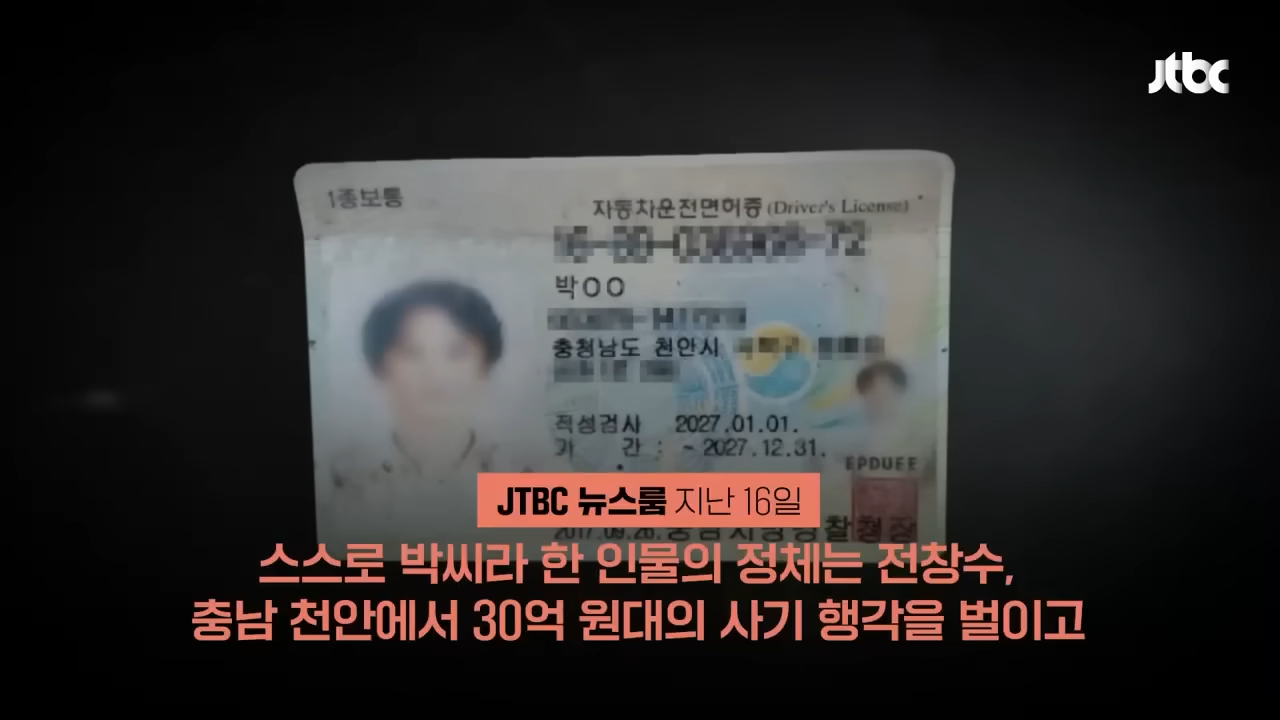 jtbc
1종보통
자동차운전면허증 (Driver's License)
박OO
충청남도 천안시
적성검사 2027.01.01.
기 간 : ~ 2027.12.31.
EPDUEE
JTBC 뉴스룸 지난 16일
2017.09.26.
스스로 박씨라 한 인물의 정체는 전창수,
충남 천안에서 30억 원대의 사기 행각을 벌이고